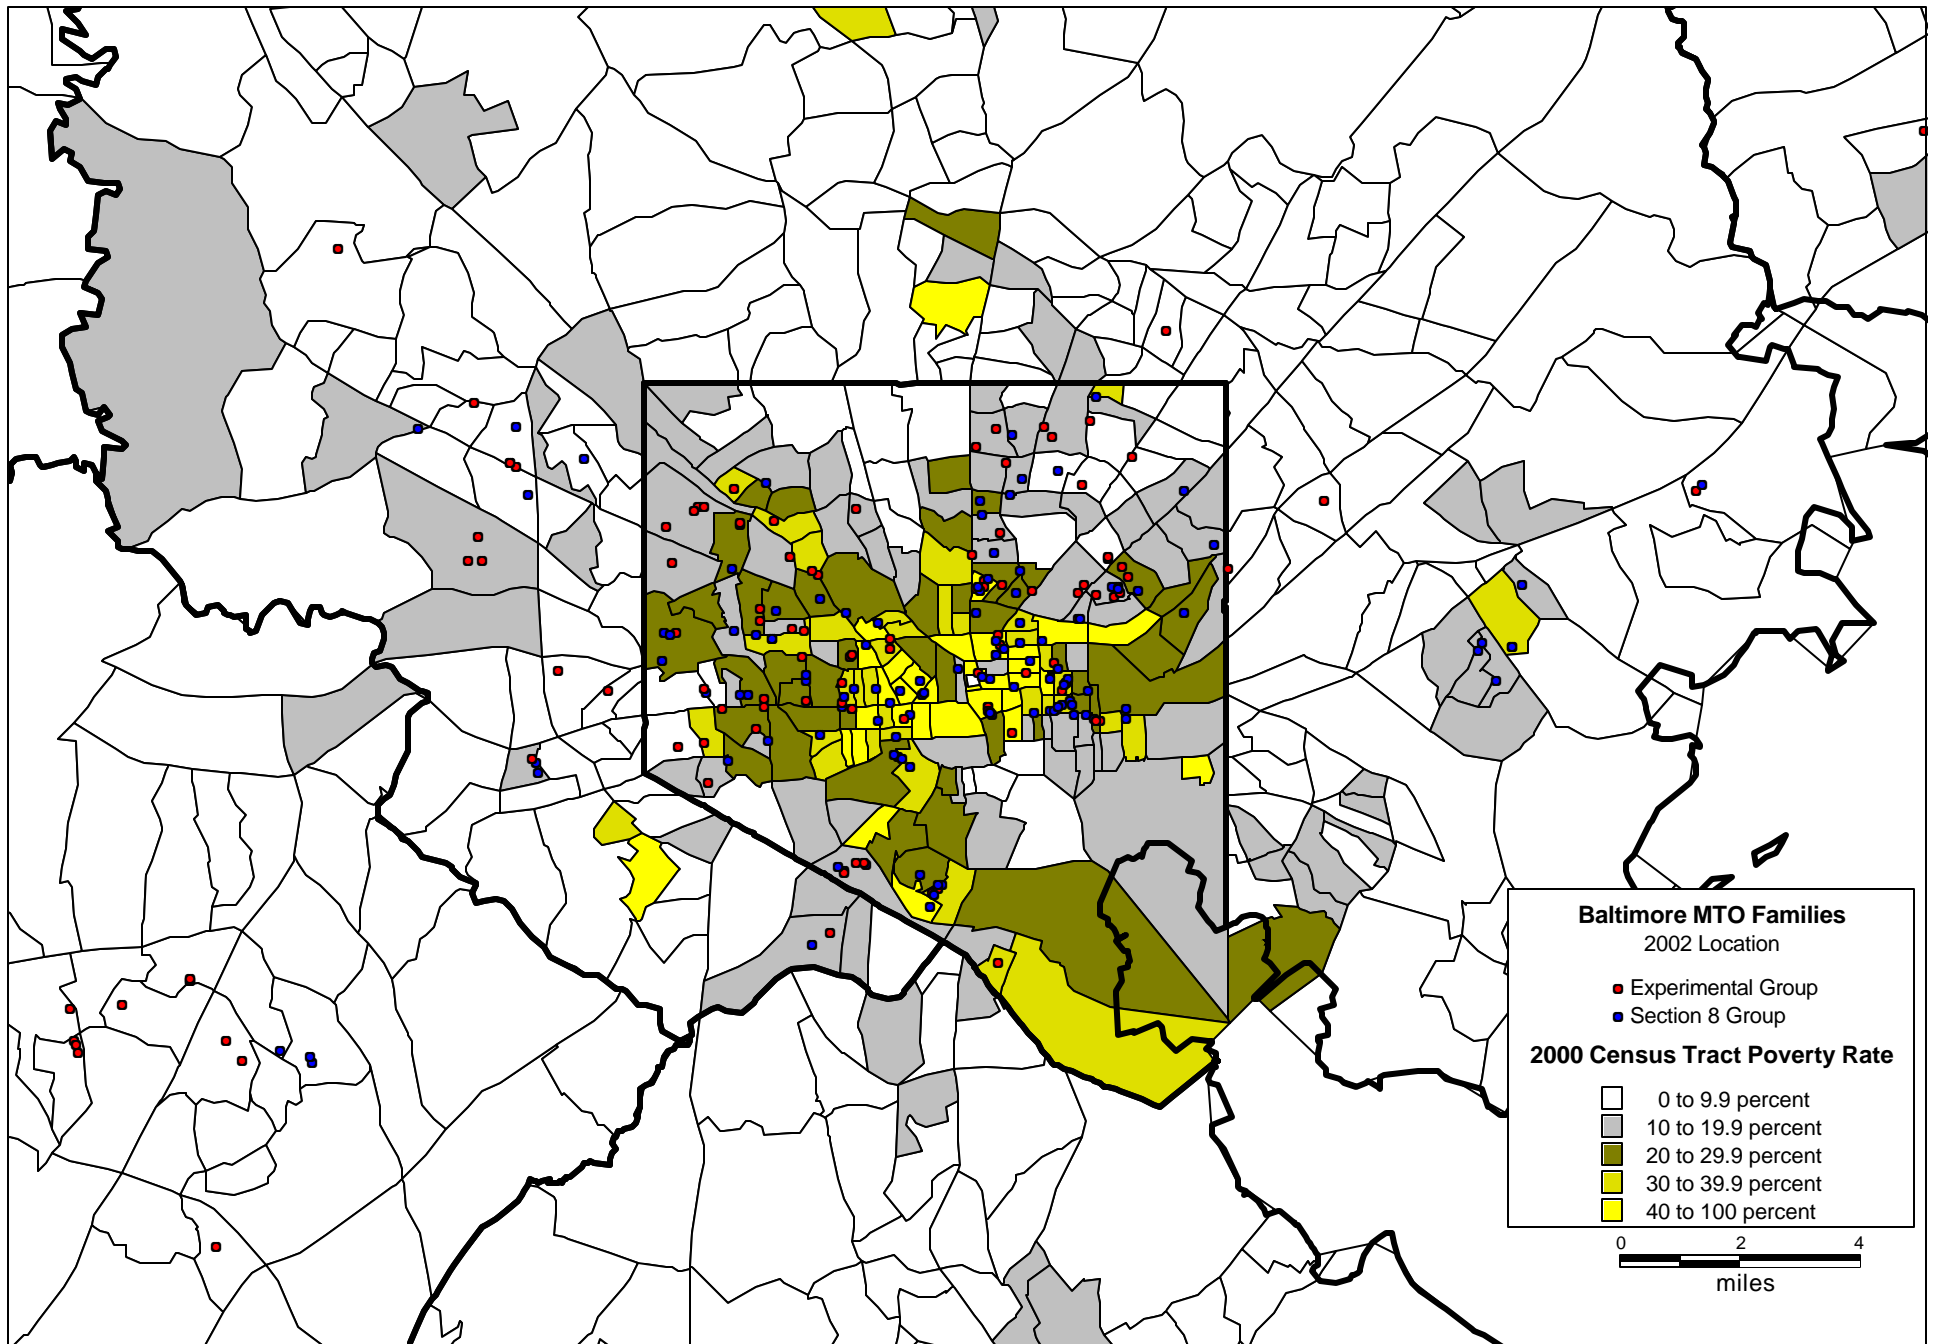 Baltimore MTO Families
2002 Location
Experimental Group
Section 8 Group
2000 Census Tract Poverty Rate
0 to 9.9 percent
10 to 19.9 percent
20 to 29.9 percent
30 to 39.9 percent
40 to 100 percent
0 2 4
miles